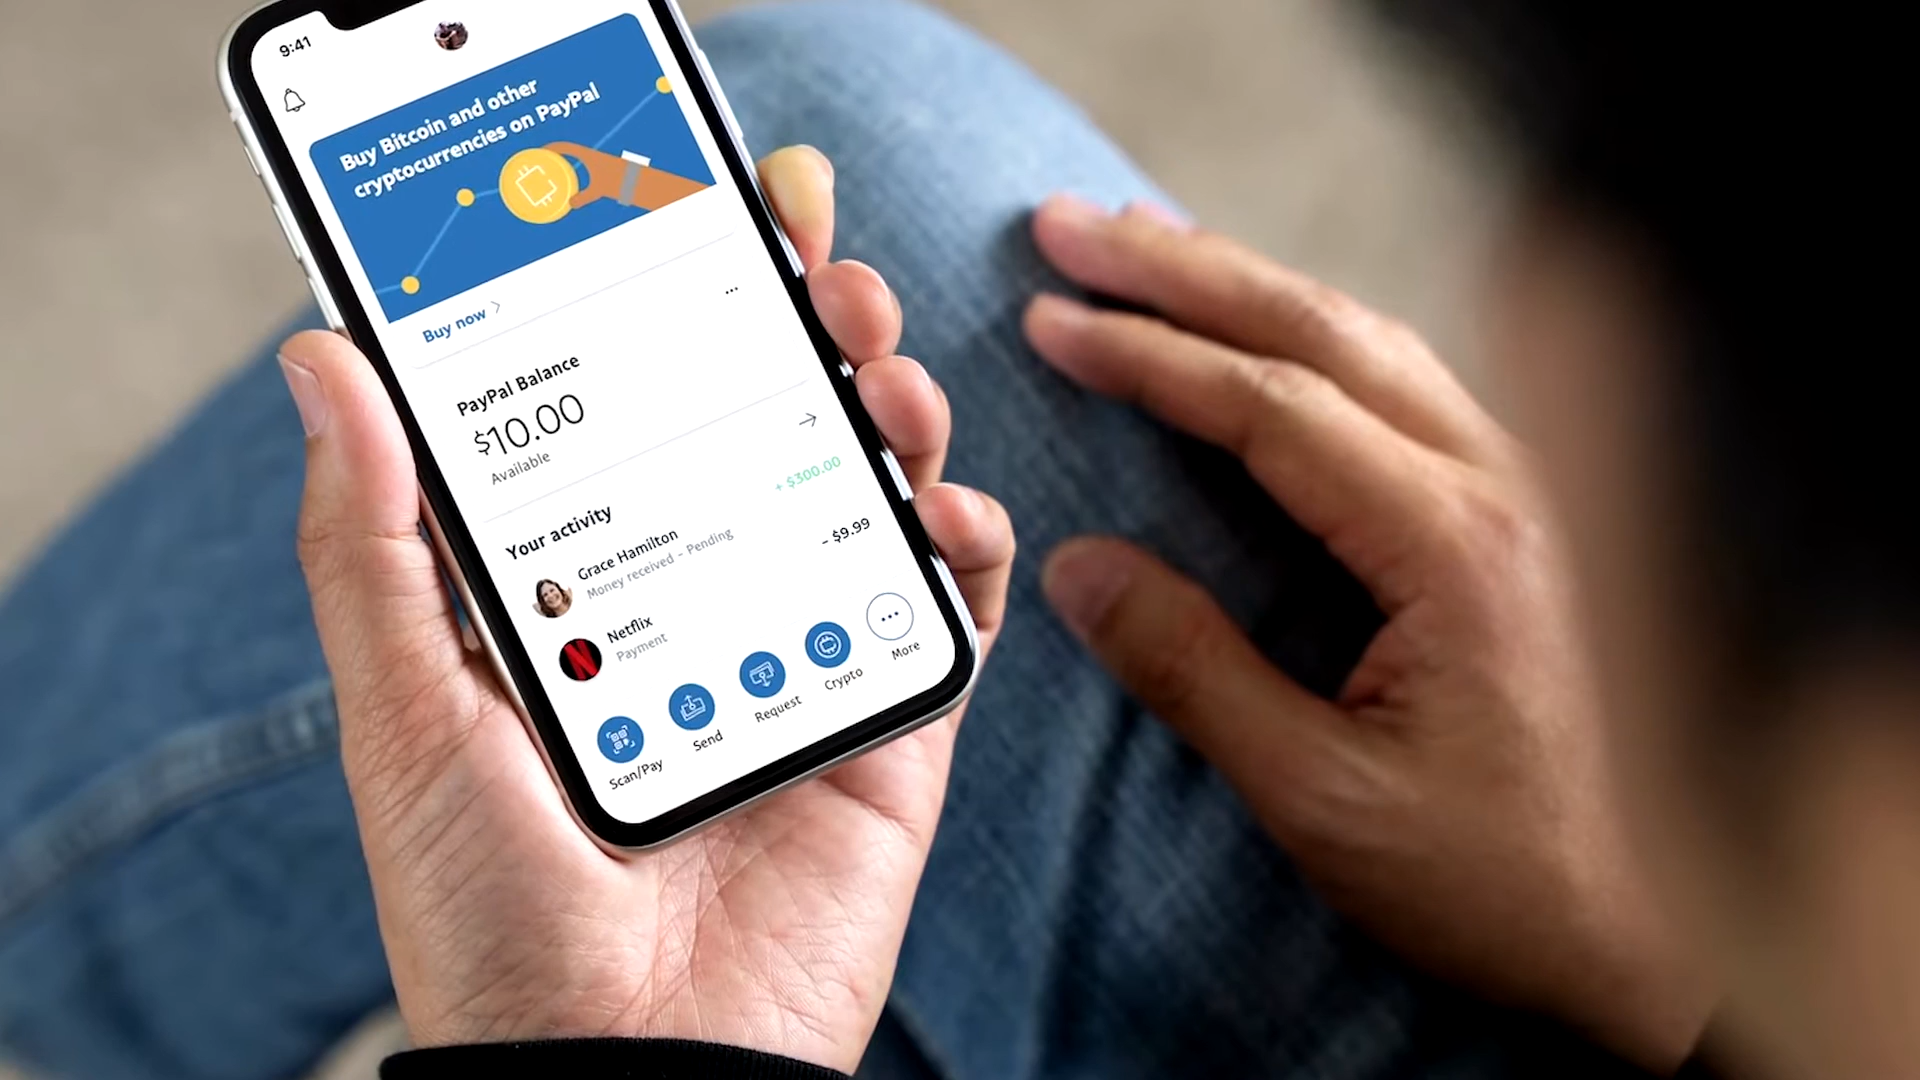 9:41
Buy Bitcoin and other
cryptocurrencies on PayPal
Buy now
PayPal Balance
$10.00
Available
Your activity
Grace Hamilton
+ $300.00
Money received - Pending
Netflix
- $9.99
Payment
Scan/Pay
Send
Request
Crypto
More